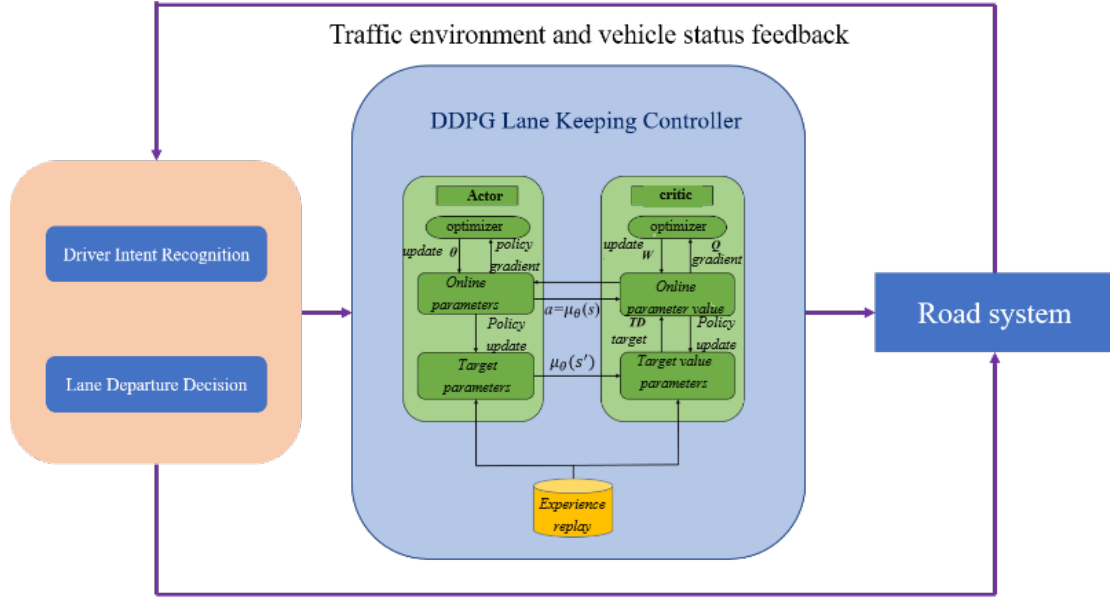 Traffic environment and vehicle status feedback
DDPG Lane Keeping Controller
Driver Intent Recognition
Lane Departure Decision
Actor
optimizer
update θ
policy
gradient
Online
parameters
Policy
update
Target
parameters
a=μθ(s)
μθ(s′)
critic
optimizer
update W
Q
gradient
Online
parameter value
TD
target
Policy
update
Target value
parameters
Experience
replay
Road system